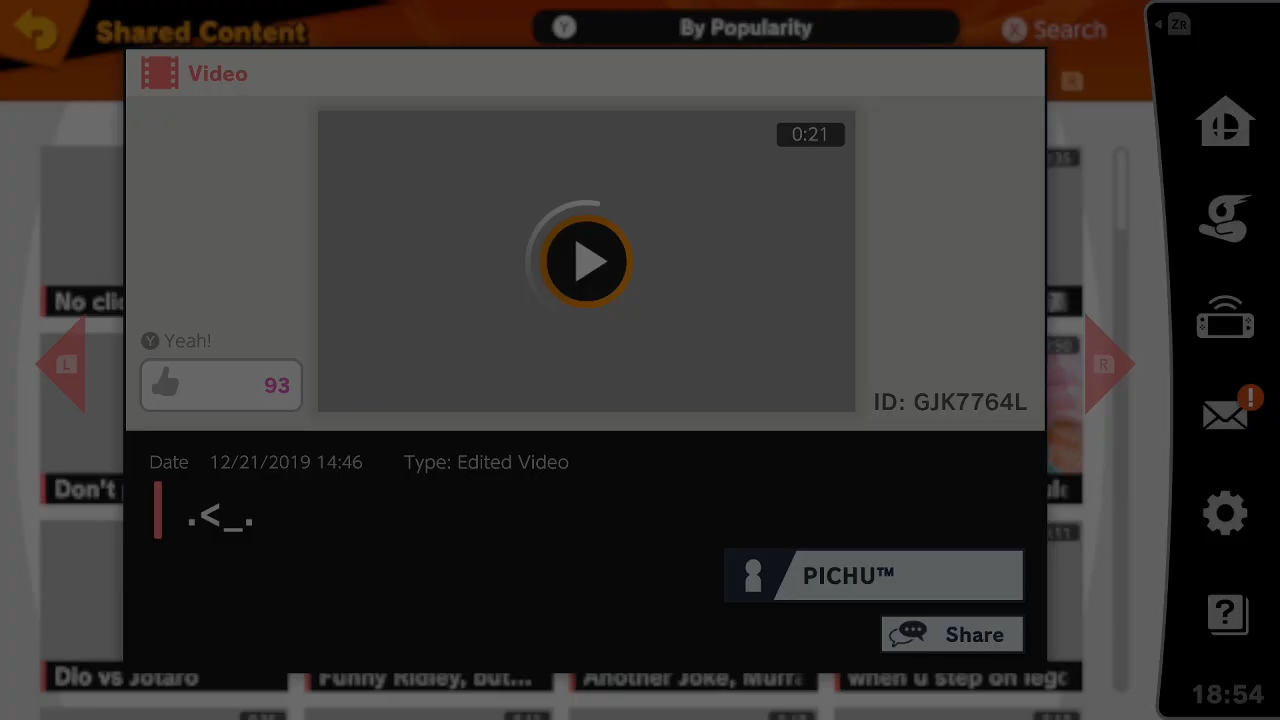 Shared Content
Y By Popularity
X Search
ZR
R
Video
0:21
No clic
Y Yeah!
93
ID: GJK7764L
L
R
Don't
Date 12/21/2019 14:46 Type: Edited Video
.<_.
PICHU™
Share
Dio vs Jotaro
Funny Ridley, but...
Another Joke, Murr
when u step on lego
18:54